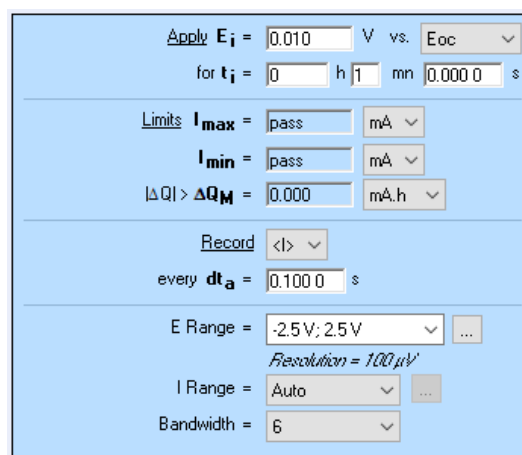 Apply Ei = 0.010 V vs. Eoc
for ti = 0 h 1 mn 0.000 0 s
Limits Imax = pass mA
Imin = pass mA
|ΔQ| > ΔQM = 0.000 mA.h
Record <I>
every dta = 0.100 0 s
E Range = -2.5 V; 2.5 V ...
Resolution = 100 µV
I Range = Auto ...
Bandwidth = 6